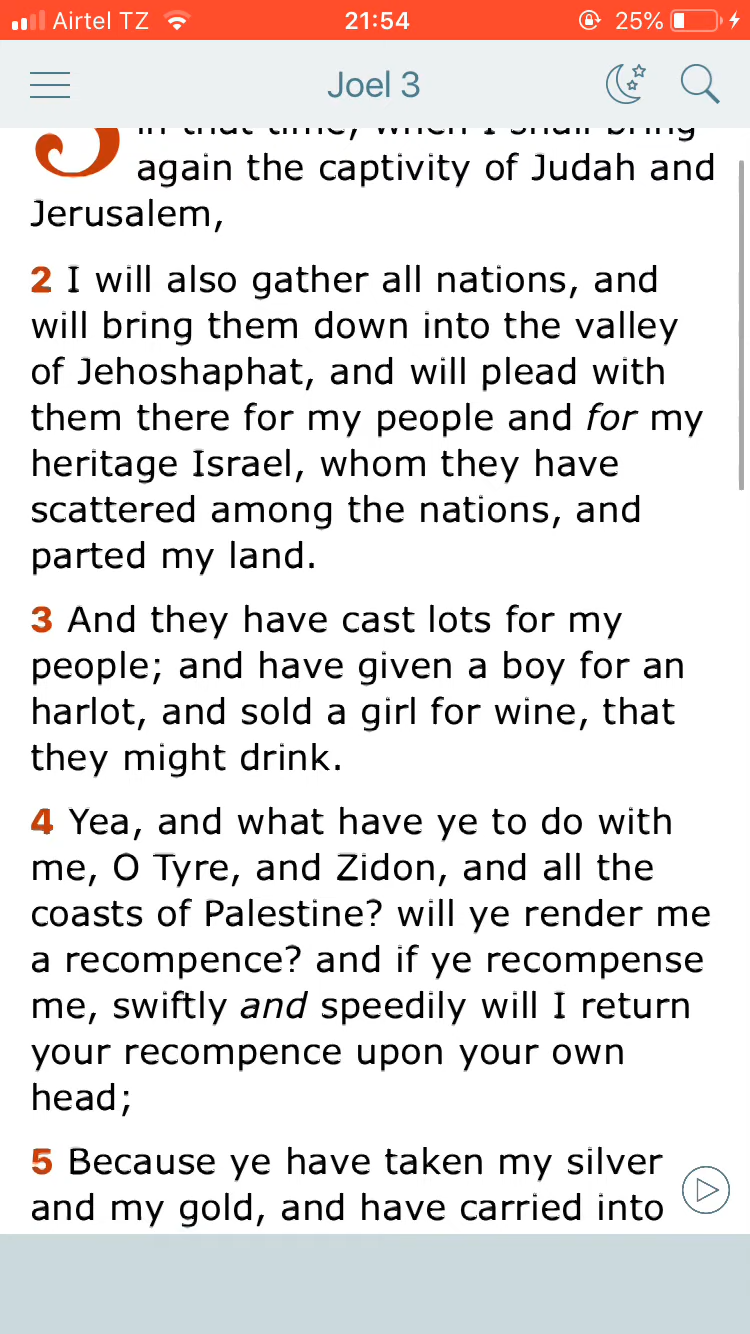 Airtel TZ 21:54 25%
Joel 3
3 in that time, when I shall bring
again the captivity of Judah and
Jerusalem,
2 I will also gather all nations, and
will bring them down into the valley
of Jehoshaphat, and will plead with
them there for my people and for my
heritage Israel, whom they have
scattered among the nations, and
parted my land.
3 And they have cast lots for my
people; and have given a boy for an
harlot, and sold a girl for wine, that
they might drink.
4 Yea, and what have ye to do with
me, O Tyre, and Zidon, and all the
coasts of Palestine? will ye render me
a recompence? and if ye recompense
me, swiftly and speedily will I return
your recompence upon your own
head;
5 Because ye have taken my silver
and my gold, and have carried into